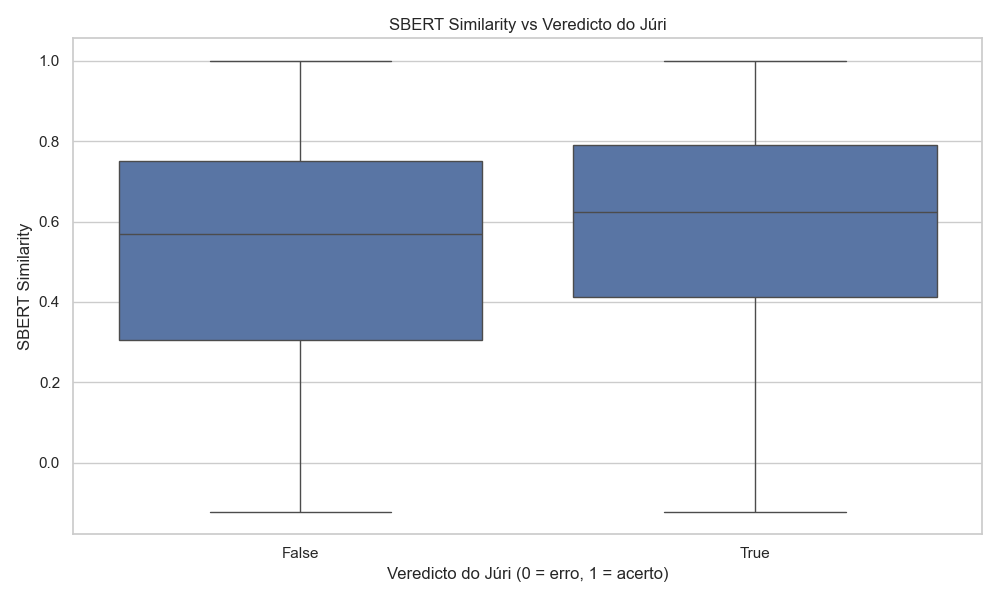 SBERT Similarity vs Veredicto do Júri
SBERT Similarity
1.0
0.8
0.6
0.4
0.2
0.0
False
True
Veredicto do Júri (0 = erro, 1 = acerto)